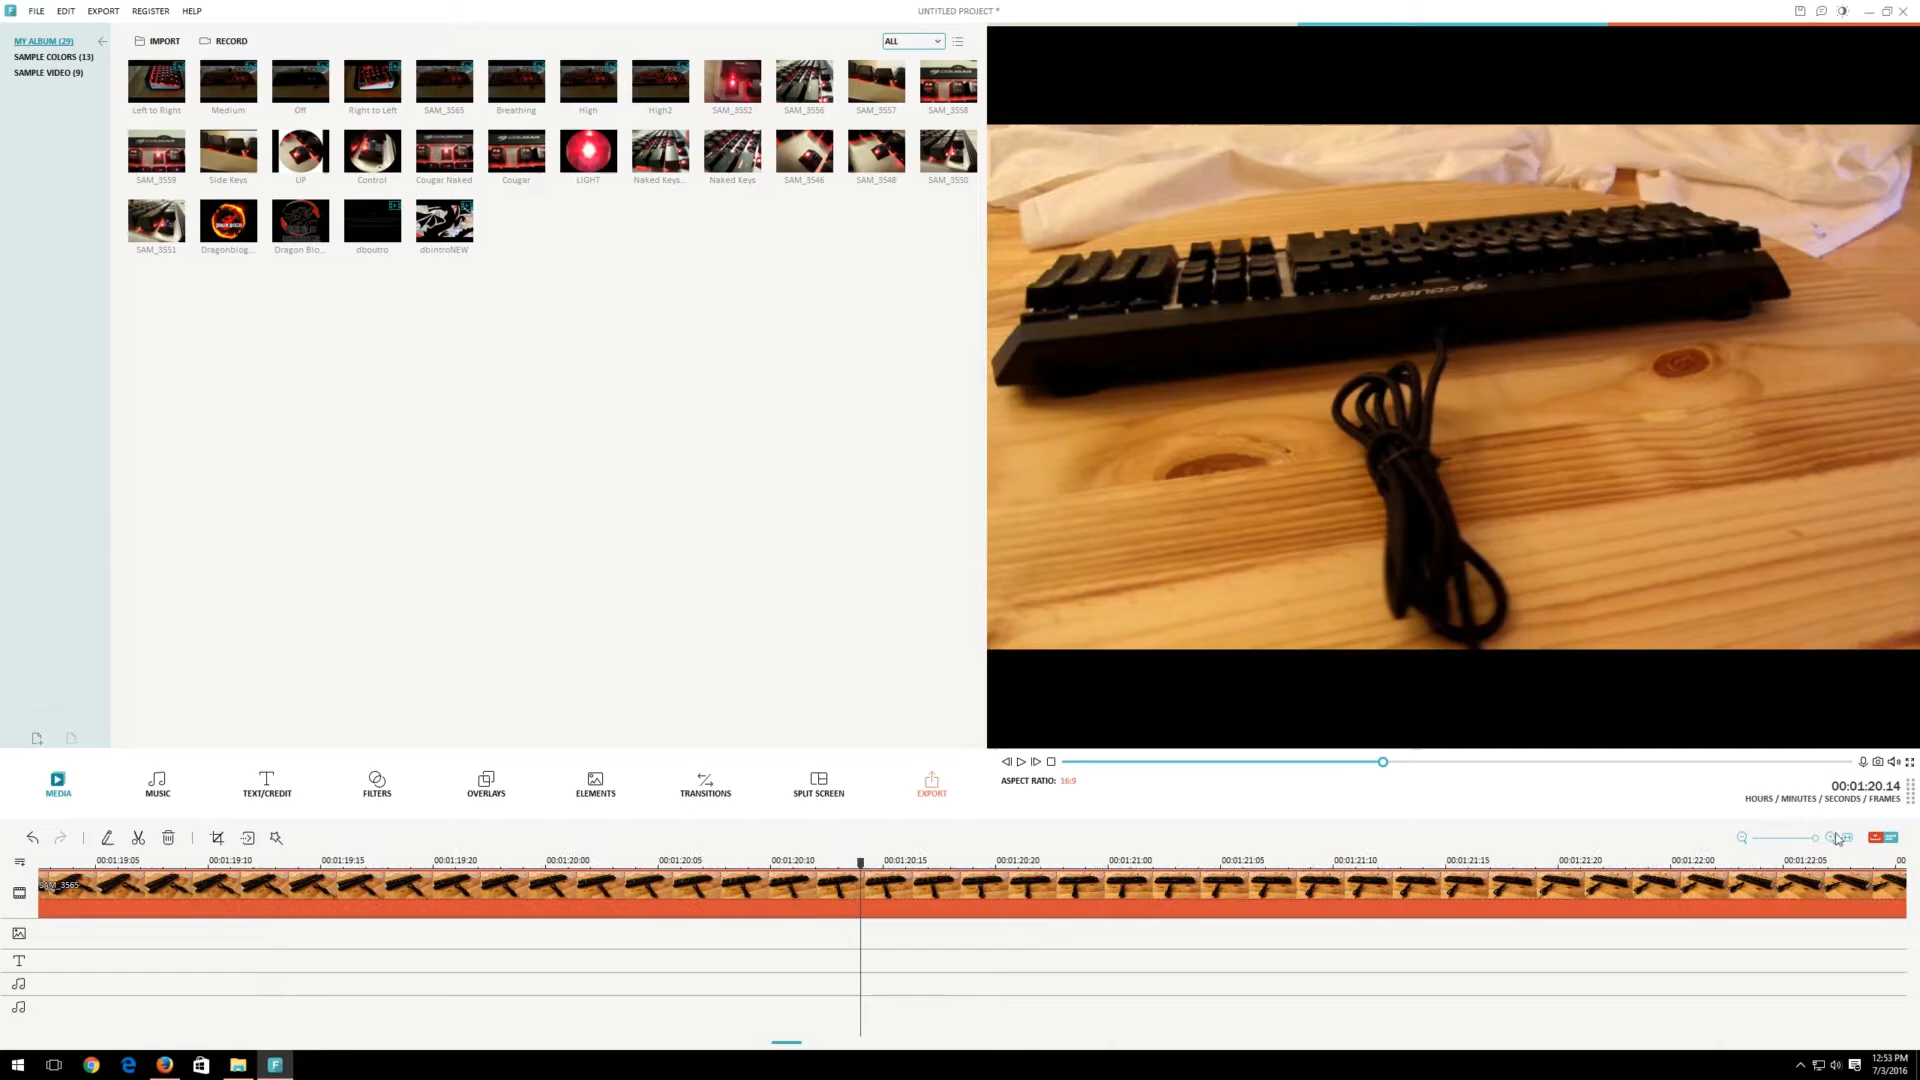 FILE EDIT EXPORT REGISTER HELP
UNTITLED PROJECT *
MY ALBUM (29)
SAMPLE COLORS (13)
SAMPLE VIDEO (9)
IMPORT RECORD
ALL
Left to Right Medium Off Right to Left SAM_3565 Breathing High High2 SAM_3552 SAM_3556 SAM_3557 SAM_3558
SAM_3559 Side Keys UP Control Cougar Naked Cougar LIGHT Naked Keys... Naked Keys SAM_3546 SAM_3548 SAM_3550
SAM_3551 Dragonblog... Dragon Blo... dboutro dbintroNEW
COUGAR
MEDIA MUSIC TEXT/CREDIT FILTERS OVERLAYS ELEMENTS TRANSITIONS SPLIT SCREEN EXPORT
ASPECT RATIO: 16:9
00:01:20.14
HOURS / MINUTES / SECONDS / FRAMES
00:01:19:05 00:01:19:10 00:01:19:15 00:01:19:20 00:01:20:00 00:01:20:05 00:01:20:10 00:01:20:15 00:01:20:20 00:01:21:00 00:01:21:05 00:01:21:10 00:01:21:15 00:01:21:20 00:01:22:00 00:01:22:05 00
SAM_3565
12:53 PM
7/3/2016